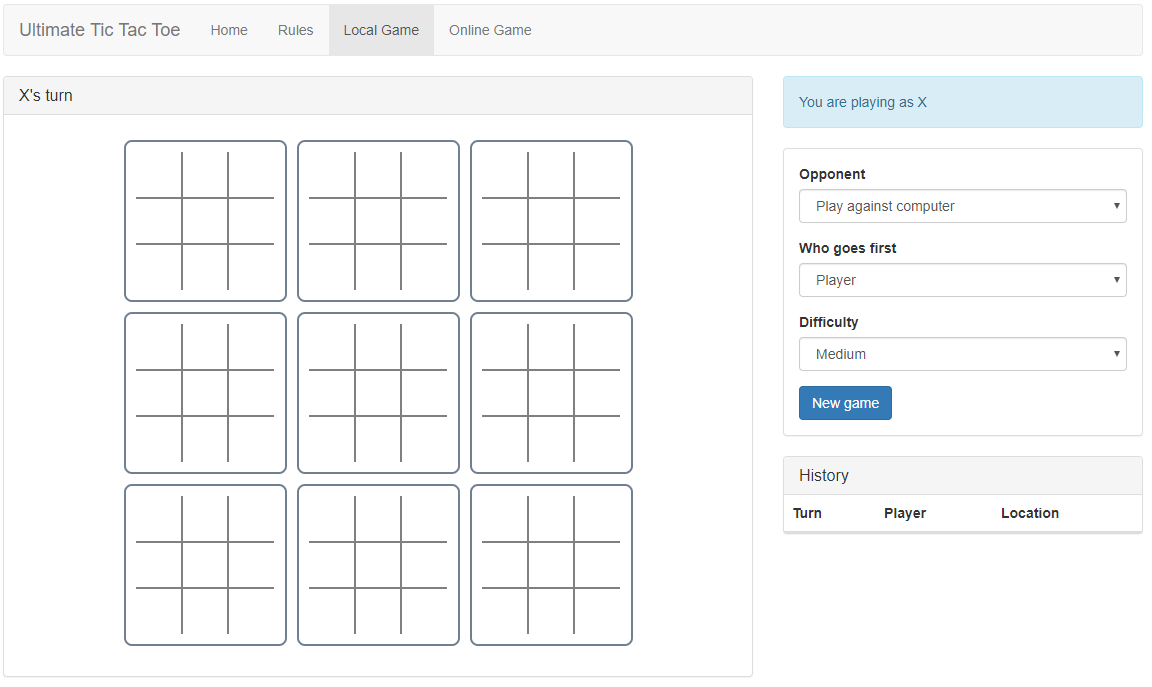 Ultimate Tic Tac Toe Home Rules Local Game Online Game
X's turn
You are playing as X
Opponent
Play against computer
Who goes first
Player
Difficulty
Medium
New game
History
Turn Player Location